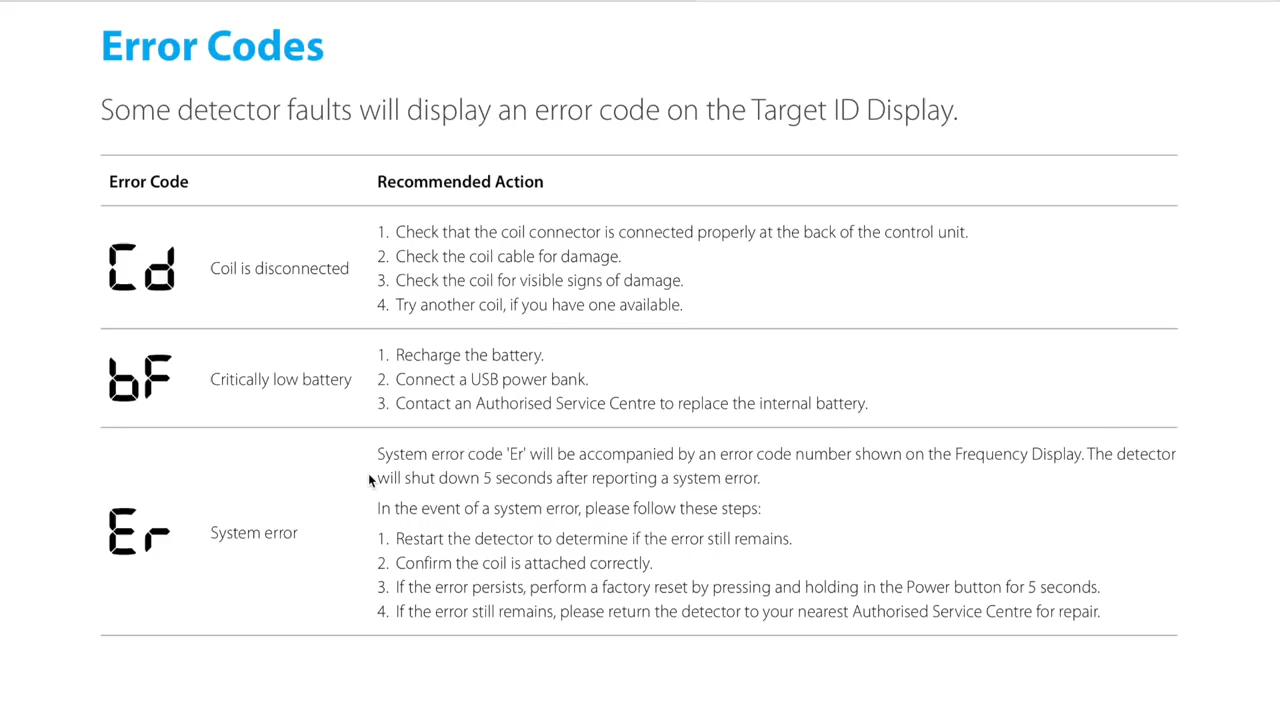 Error Codes
Some detector faults will display an error code on the Target ID Display.
Error Code Recommended Action
Cd Coil is disconnected
1. Check that the coil connector is connected properly at the back of the control unit.
2. Check the coil cable for damage.
3. Check the coil for visible signs of damage.
4. Try another coil, if you have one available.
bF Critically low battery
1. Recharge the battery.
2. Connect a USB power bank.
3. Contact an Authorised Service Centre to replace the internal battery.
Er System error
System error code 'Er' will be accompanied by an error code number shown on the Frequency Display. The detector
will shut down 5 seconds after reporting a system error.
In the event of a system error, please follow these steps:
1. Restart the detector to determine if the error still remains.
2. Confirm the coil is attached correctly.
3. If the error persists, perform a factory reset by pressing and holding in the Power button for 5 seconds.
4. If the error still remains, please return the detector to your nearest Authorised Service Centre for repair.